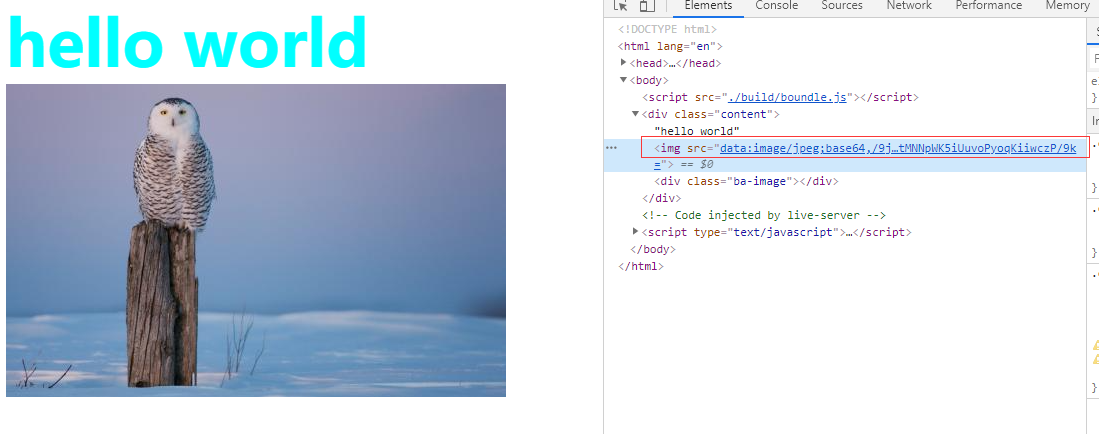 hello world
Elements Console Sources Network Performance Memory
<!DOCTYPE html>
<html lang="en">
<head>…</head>
<body>
<script src="./build/boundle.js"></script>
<div class="content">
"hello world"
<img src="data:image/jpeg;base64,/9j…tMNNpWK5iUuvoPyoqKiiwczP/9k
="> == $0
<div class="ba-image"></div>
</div>
<!-- Code injected by live-server -->
<script type="text/javascript">…</script>
</body>
</html>